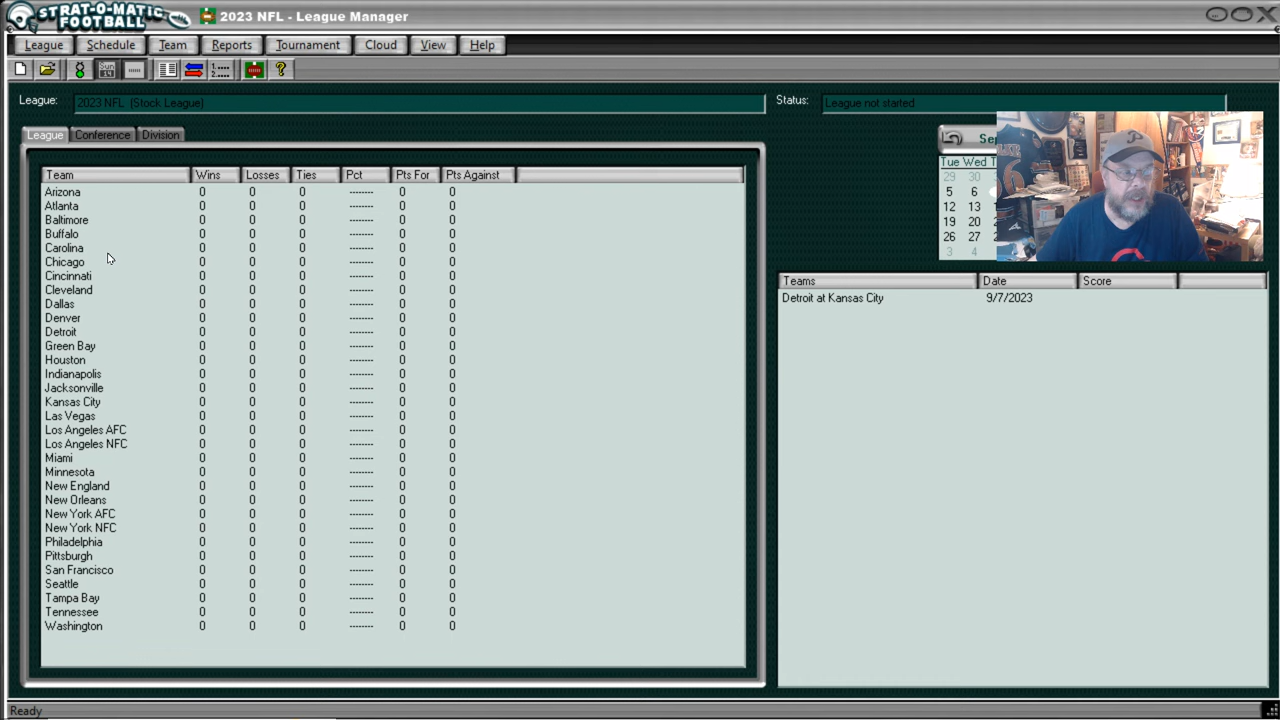 STRAT-O-MATIC
FOOTBALL
2023 NFL - League Manager
League Schedule Team Reports Tournament Cloud View Help
League: 2023 NFL (Stock League)
Status: League not started
League Conference Division
Team Wins Losses Ties Pct Pts For Pts Against
Arizona 0 0 0 -------- 0 0
Atlanta 0 0 0 -------- 0 0
Baltimore 0 0 0 -------- 0 0
Buffalo 0 0 0 -------- 0 0
Carolina 0 0 0 -------- 0 0
Chicago 0 0 0 -------- 0 0
Cincinnati 0 0 0 -------- 0 0
Cleveland 0 0 0 -------- 0 0
Dallas 0 0 0 -------- 0 0
Denver 0 0 0 -------- 0 0
Detroit 0 0 0 -------- 0 0
Green Bay 0 0 0 -------- 0 0
Houston 0 0 0 -------- 0 0
Indianapolis 0 0 0 -------- 0 0
Jacksonville 0 0 0 -------- 0 0
Kansas City 0 0 0 -------- 0 0
Las Vegas 0 0 0 -------- 0 0
Los Angeles AFC 0 0 0 -------- 0 0
Los Angeles NFC 0 0 0 -------- 0 0
Miami 0 0 0 -------- 0 0
Minnesota 0 0 0 -------- 0 0
New England 0 0 0 -------- 0 0
New Orleans 0 0 0 -------- 0 0
New York AFC 0 0 0 -------- 0 0
New York NFC 0 0 0 -------- 0 0
Philadelphia 0 0 0 -------- 0 0
Pittsburgh 0 0 0 -------- 0 0
San Francisco 0 0 0 -------- 0 0
Seattle 0 0 0 -------- 0 0
Tampa Bay 0 0 0 -------- 0 0
Tennessee 0 0 0 -------- 0 0
Washington 0 0 0 -------- 0 0
Sep
Tue Wed T
29 30
5 6
12 13
19 20
26 27
3 4
Teams Date Score
Detroit at Kansas City 9/7/2023
Ready